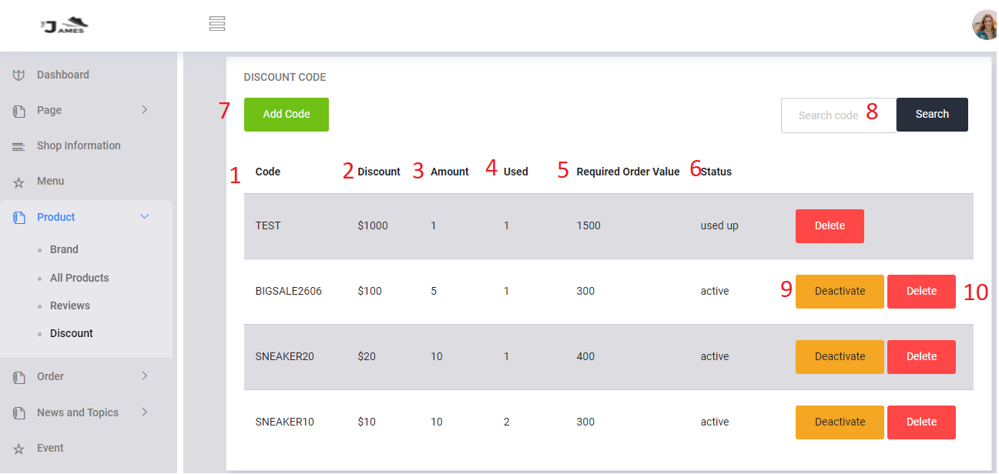 JAMES
Dashboard
Page
Shop Information
Menu
Product
Brand
All Products
Reviews
Discount
Order
News and Topics
Event
DISCOUNT CODE
7 Add Code
Search code 8 Search
1 Code 2 Discount 3 Amount 4 Used 5 Required Order Value 6 Status
TEST $1000 1 1 1500 used up Delete
BIGSALE2606 $100 5 1 300 active 9 Deactivate Delete 10
SNEAKER20 $20 10 1 400 active Deactivate Delete
SNEAKER10 $10 10 2 300 active Deactivate Delete